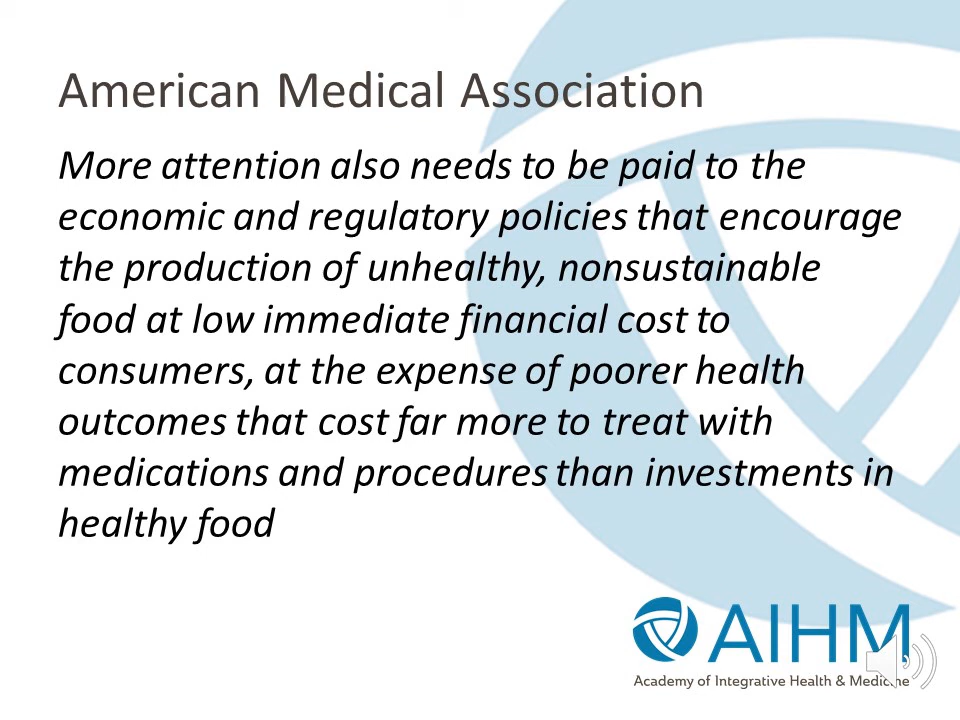 American Medical Association
More attention also needs to be paid to the
economic and regulatory policies that encourage
the production of unhealthy, nonsustainable
food at low immediate financial cost to
consumers, at the expense of poorer health
outcomes that cost far more to treat with
medications and procedures than investments in
healthy food
AIHM
Academy of Integrative Health & Medicine